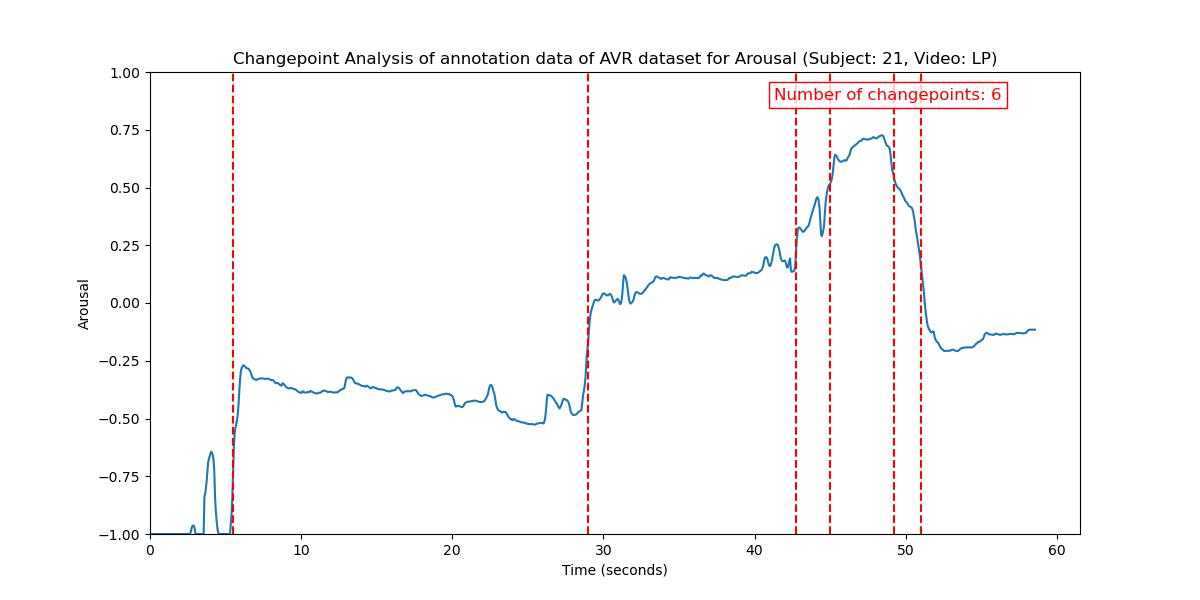 Changepoint Analysis of annotation data of AVR dataset for Arousal (Subject: 21, Video: LP)
Number of changepoints: 6
1.00
0.75
0.50
0.25
0.00
−0.25
−0.50
−0.75
−1.00
Arousal
0 10 20 30 40 50 60
Time (seconds)